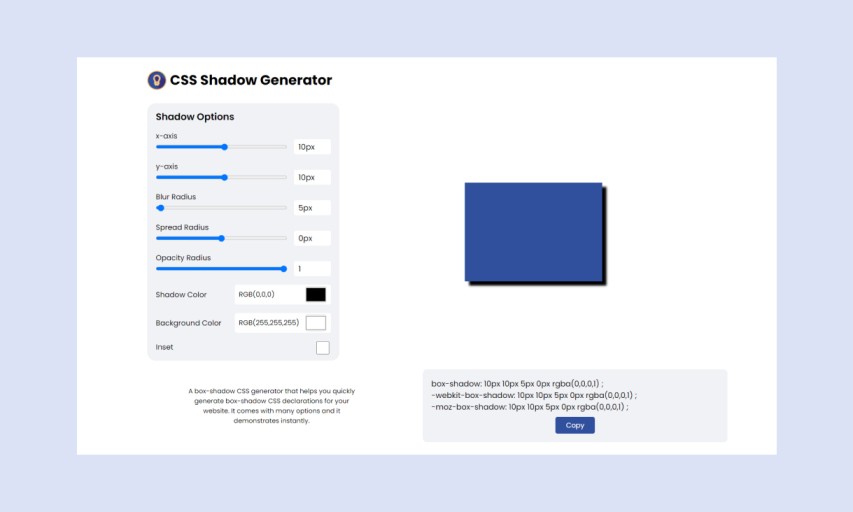 CSS Shadow Generator
Shadow Options
x-axis
10px
y-axis
10px
Blur Radius
5px
Spread Radius
0px
Opacity Radius
1
Shadow Color
RGB(0,0,0)
Background Color
RGB(255,255,255)
Inset
A box-shadow CSS generator that helps you quickly
generate box-shadow CSS declarations for your
website. It comes with many options and it
demonstrates instantly.
box-shadow: 10px 10px 5px 0px rgba(0,0,0,1) ;
-webkit-box-shadow: 10px 10px 5px 0px rgba(0,0,0,1) ;
-moz-box-shadow: 10px 10px 5px 0px rgba(0,0,0,1) ;
Copy